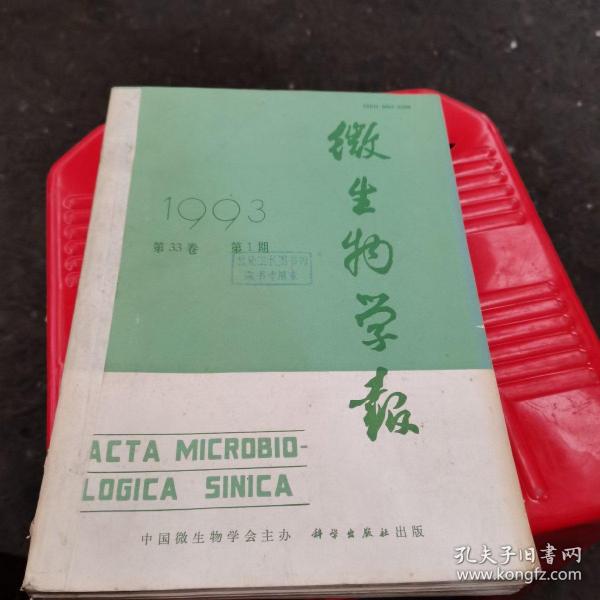 微生物学报
1993
第33卷 第1期
ACTA MICROBIO-
LOGICA SINICA
中国微生物学会主办 科学出版社出版
孔夫子旧书网
www.kongfz.com